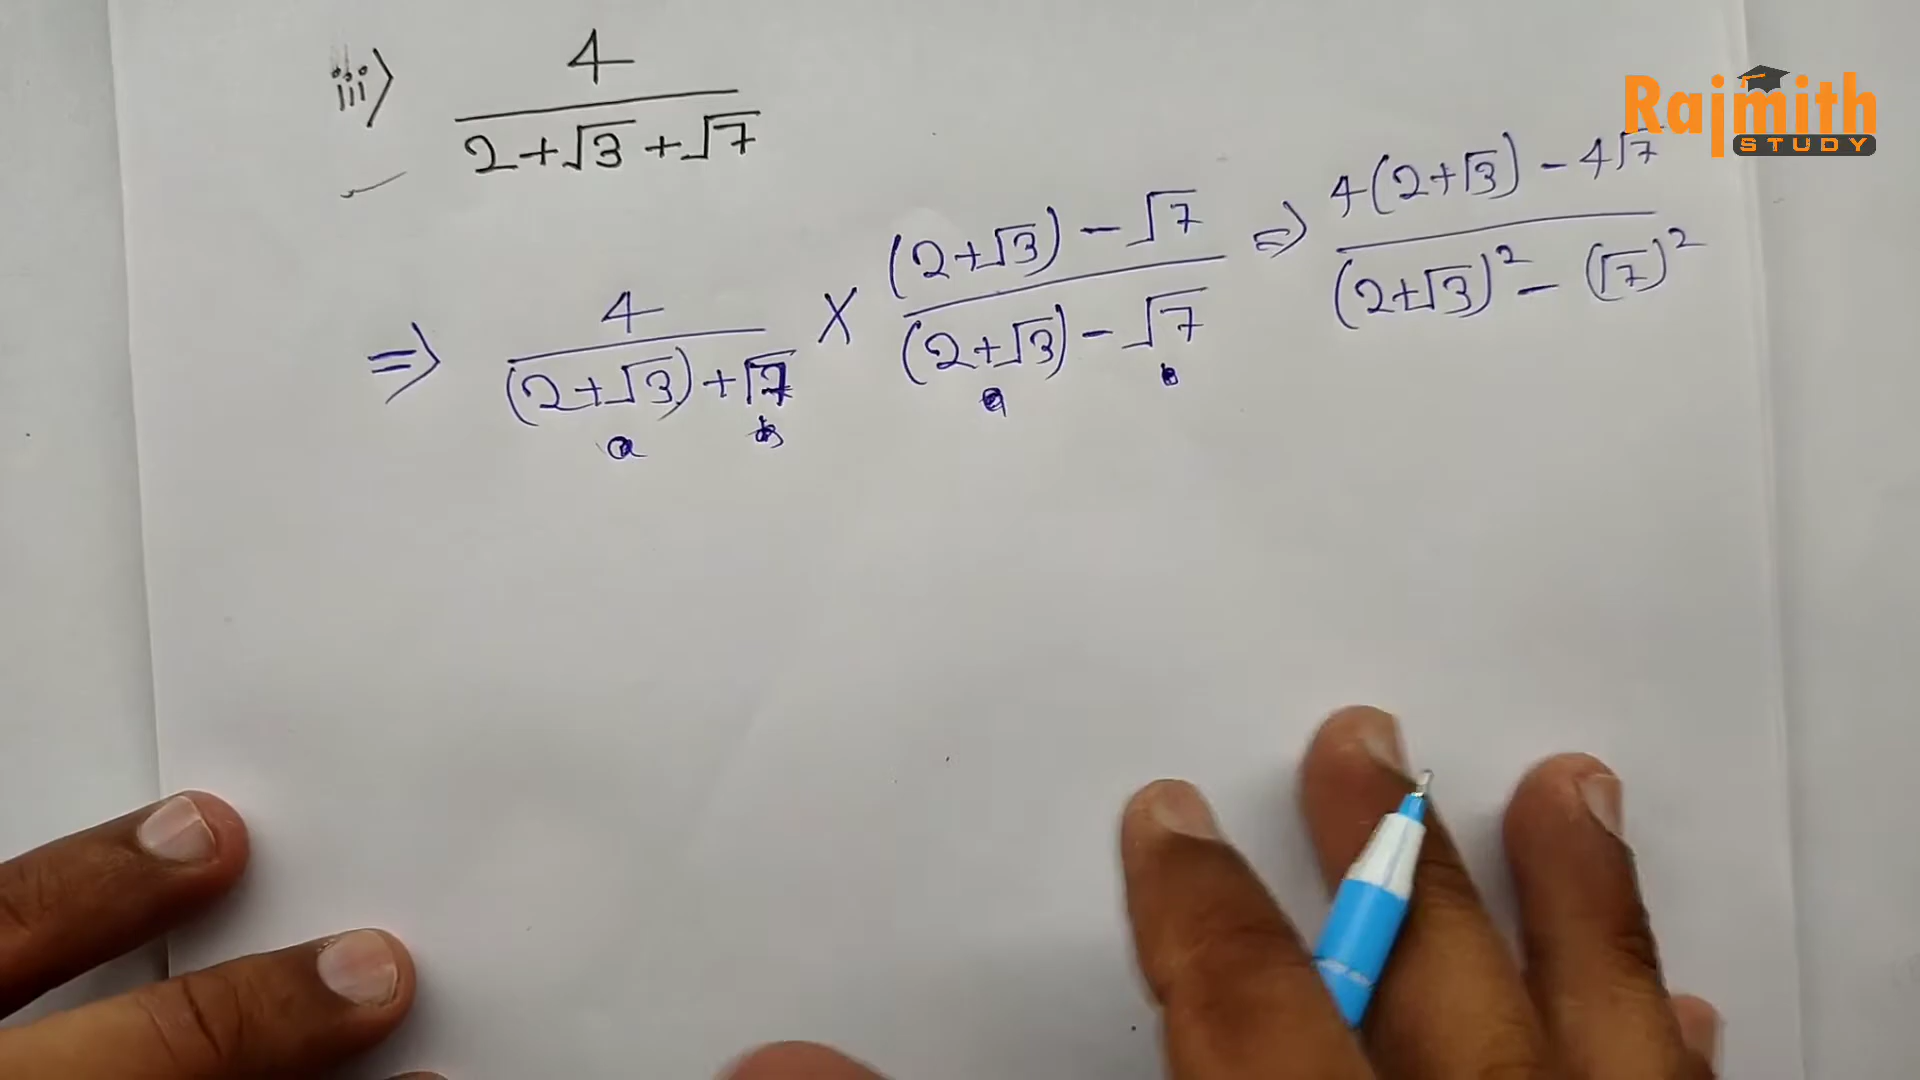 iii) 4/(2+√3+√7)
Rajmith
STUDY
⇒ 4/((2+√3)+√7) × ((2+√3)-√7)/((2+√3)-√7) ⇒ (4(2+√3)-4√7)/((2+√3)²-(√7)²)
a b a b